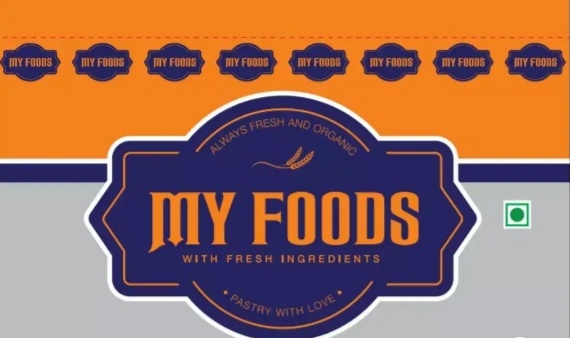 MY FOODS MY FOODS MY FOODS MY FOODS MY FOODS MY FOODS MY FOODS MY FOODS
ALWAYS FRESH AND ORGANIC
MY FOODS
WITH FRESH INGREDIENTS
• PASTRY WITH LOVE •